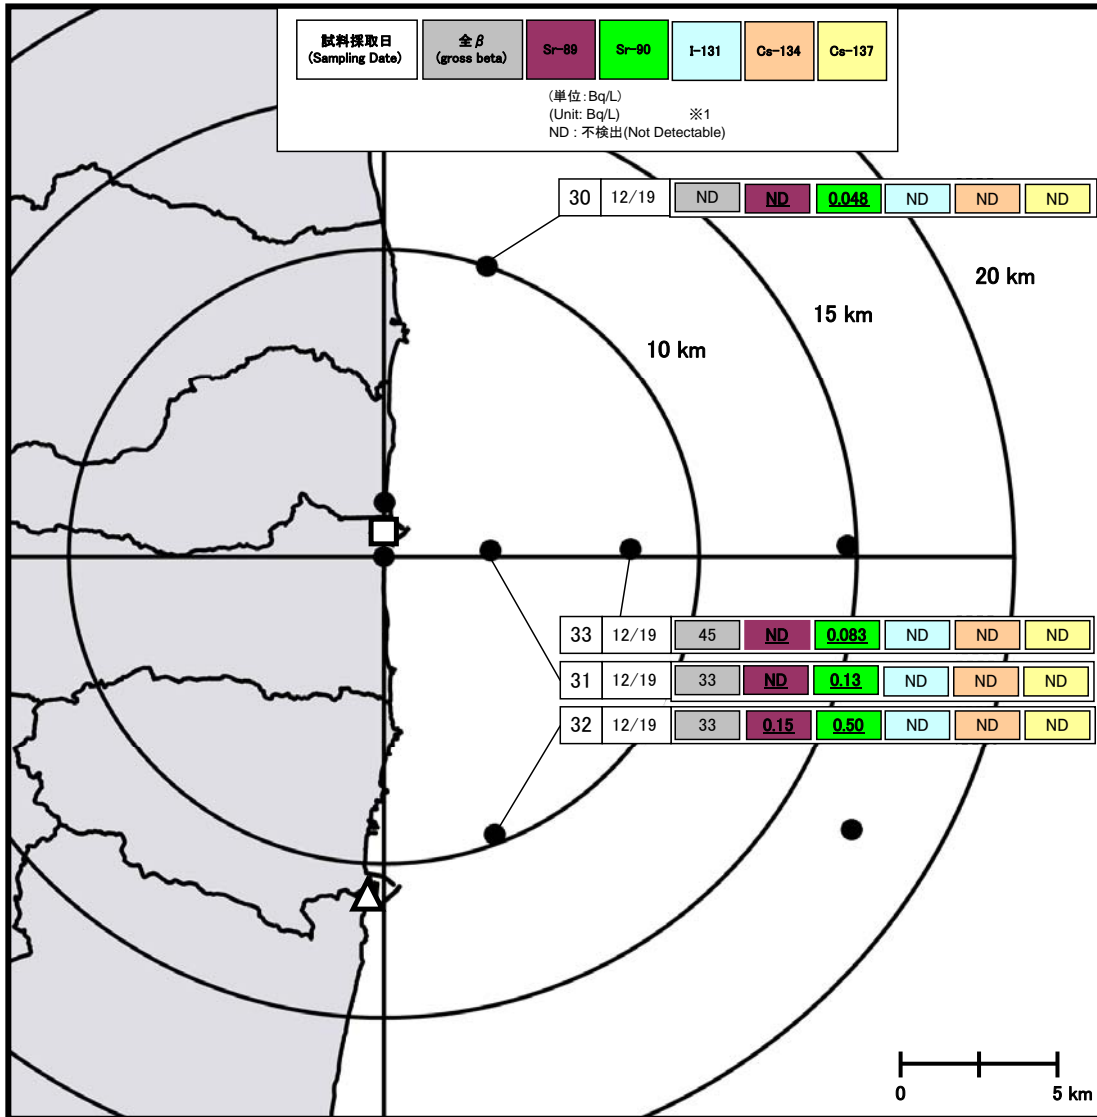 試料採取日
(Sampling Date)
全β
(gross beta)
Sr-89
Sr-90
I-131
Cs-134
Cs-137
(単位:Bq/L)
(Unit: Bq/L) ※1
ND : 不検出(Not Detectable)
30 12/19 ND ND 0.048 ND ND ND
20 km
15 km
10 km
33 12/19 45 ND 0.083 ND ND ND
31 12/19 33 ND 0.13 ND ND ND
32 12/19 33 0.15 0.50 ND ND ND
0 5 km